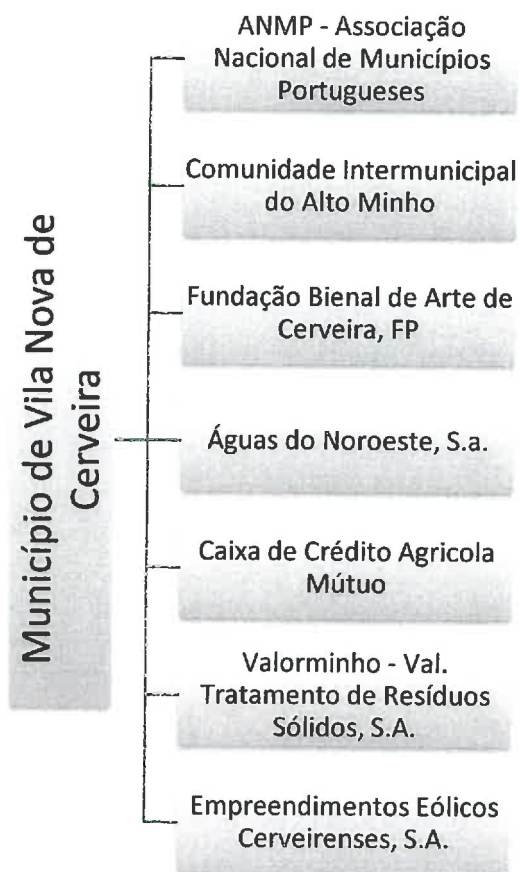 Município de Vila Nova de
Cerveira
ANMP - Associação
Nacional de Municípios
Portugueses
Comunidade Intermunicipal
do Alto Minho
Fundação Bienal de Arte de
Cerveira, FP
Águas do Noroeste, S.a.
Caixa de Crédito Agricola
Mútuo
Valorminho - Val.
Tratamento de Resíduos
Sólidos, S.A.
Empreendimentos Eólicos
Cerveirenses, S.A.